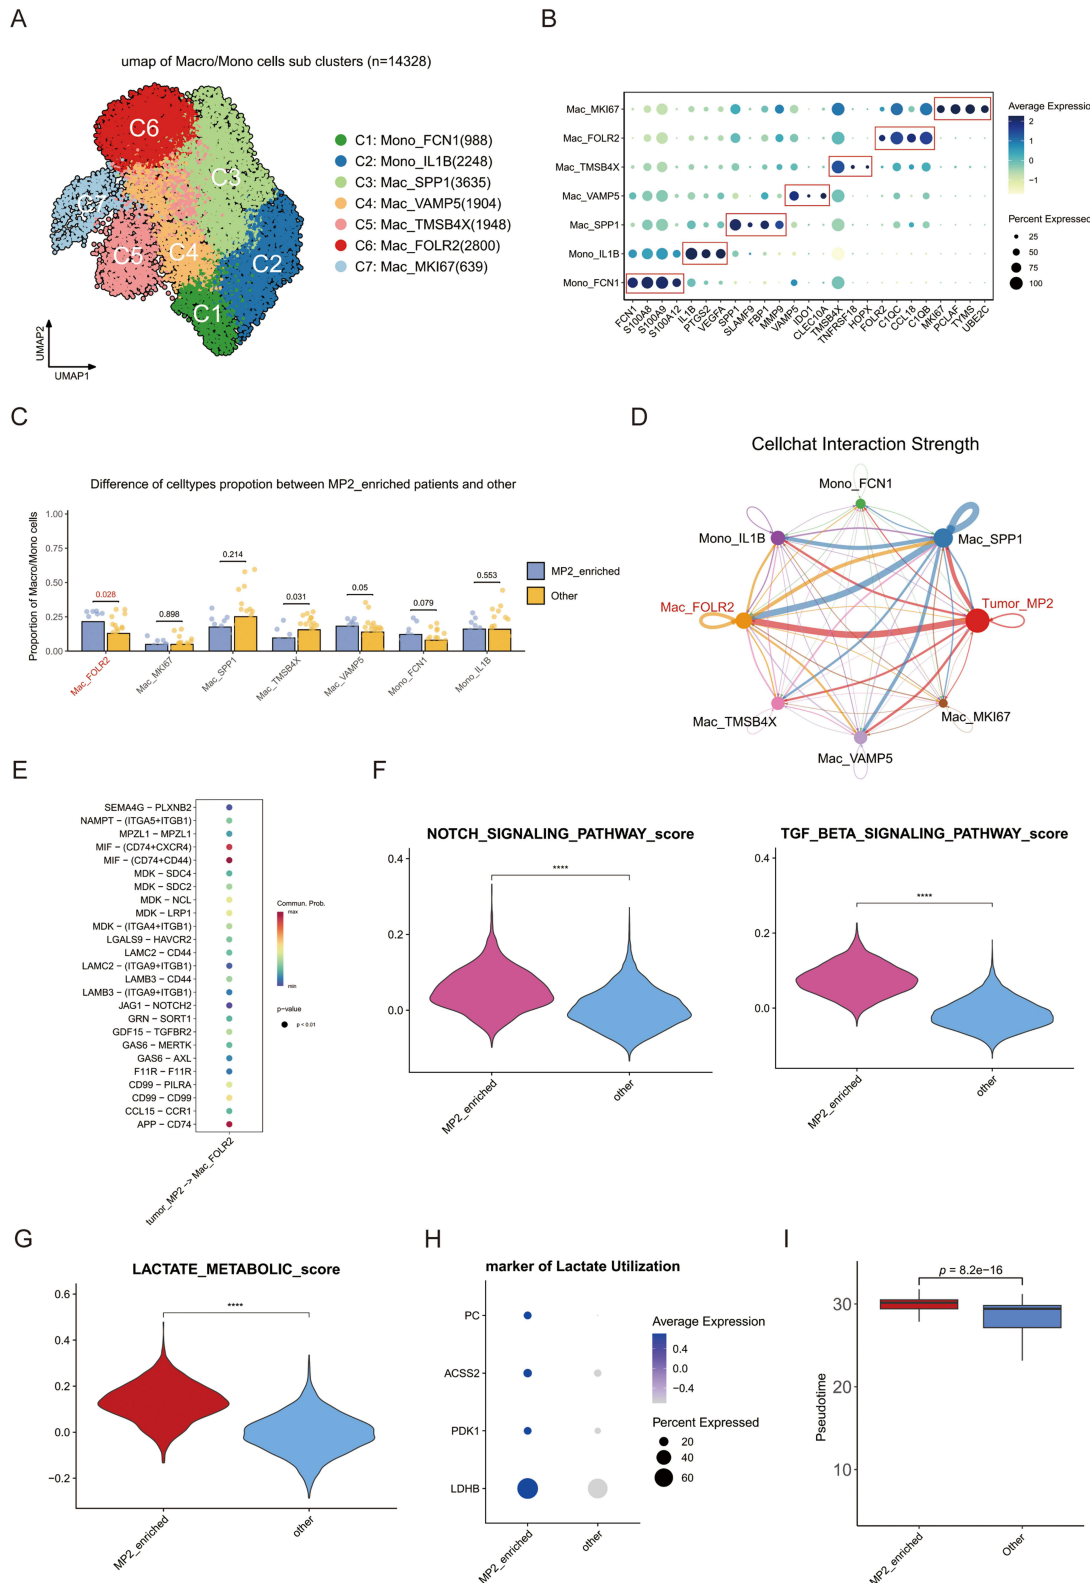 A
umap of Macro/Mono cells sub clusters (n=14328)
C6
C3
C7
C5
C4
C2
C1
UMAP2
UMAP1
C1: Mono_FCN1(988)
C2: Mono_IL1B(2248)
C3: Mac_SPP1(3635)
C4: Mac_VAMP5(1904)
C5: Mac_TMSB4X(1948)
C6: Mac_FOLR2(2800)
C7: Mac_MKI67(639)
B
Mac_MKI67
Mac_FOLR2
Mac_TMSB4X
Mac_VAMP5
Mac_SPP1
Mono_IL1B
Mono_FCN1
FCN1
S100A8
S100A9
S100A12
IL1B
PTGS2
VEGFA
SPP1
SLAMF9
FBP1
MMP9
VAMP5
IDO1
CLEC10A
TMSB4X
TNFRSF18
HOPX
FOLR2
C1QC
CCL18
C1QB
MKI67
PCLAF
TYMS
UBE2C
Average Expressio
2
1
0
−1
Percent Expressed
25
50
75
100
C
Difference of celltypes propotion between MP2_enriched patients and other
Proportion of Macro/Mono cells
1.00
0.75
0.50
0.25
0.00
0.028
0.898
0.214
0.031
0.05
0.079
0.553
Mac_FOLR2
Mac_MKI67
Mac_SPP1
Mac_TMSB4X
Mac_VAMP5
Mono_FCN1
Mono_IL1B
MP2_enriched
Other
D
Cellchat Interaction Strength
Mono_FCN1
Mono_IL1B
Mac_SPP1
Mac_FOLR2
Tumor_MP2
Mac_TMSB4X
Mac_MKI67
Mac_VAMP5
E
SEMA4G − PLXNB2
NAMPT − (ITGA5+ITGB1)
MPZL1 − MPZL1
MIF − (CD74+CXCR4)
MIF − (CD74+CD44)
MDK − SDC4
MDK − SDC2
MDK − NCL
MDK − LRP1
MDK − (ITGA4+ITGB1)
LGALS9 − HAVCR2
LAMC2 − CD44
LAMC2 − (ITGA9+ITGB1)
LAMB3 − CD44
LAMB3 − (ITGA9+ITGB1)
JAG1 − NOTCH2
GRN − SORT1
GDF15 − TGFBR2
GAS6 − MERTK
GAS6 − AXL
F11R − F11R
CD99 − PILRA
CD99 − CD99
CCL15 − CCR1
APP − CD74
tumor_MP2 −> Mac_FOLR2
Commun. Prob.
max
min
p−value
p < 0.01
F
NOTCH_SIGNALING_PATHWAY_score
0.4
0.2
0.0
****
MP2_enriched
other
TGF_BETA_SIGNALING_PATHWAY_score
0.4
0.2
0.0
****
MP2_enriched
other
G
LACTATE_METABOLIC_score
0.6
0.4
0.2
0.0
−0.2
****
MP2_enriched
other
H
marker of Lactate Utilization
PC
ACSS2
PDK1
LDHB
MP2_enriched
other
Average Expression
0.4
0.0
−0.4
Percent Expressed
20
40
60
I
p = 8.2e−16
Pseudotime
30
20
10
MP2_enriched
Other